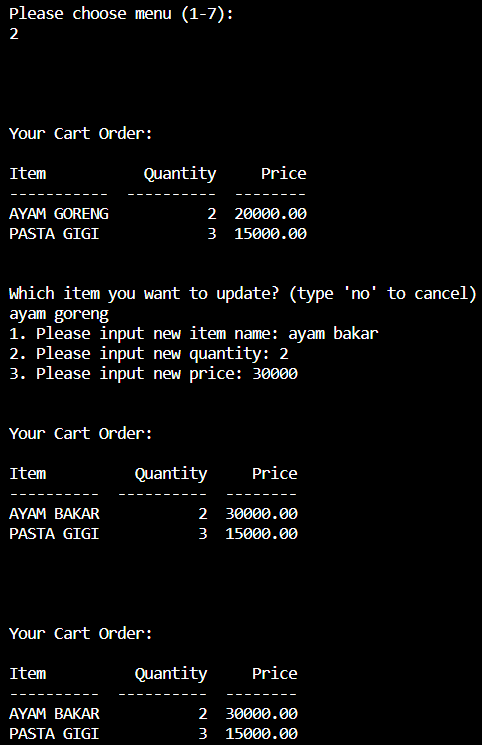 Please choose menu (1-7):
2
Your Cart Order:
Item           Quantity     Price
-----------  ----------  --------
AYAM GORENG           2  20000.00
PASTA GIGI            3  15000.00
Which item you want to update? (type 'no' to cancel)
ayam goreng
1. Please input new item name: ayam bakar
2. Please input new quantity: 2
3. Please input new price: 30000
Your Cart Order:
Item          Quantity     Price
----------  ----------  --------
AYAM BAKAR           2  30000.00
PASTA GIGI           3  15000.00
Your Cart Order:
Item          Quantity     Price
----------  ----------  --------
AYAM BAKAR           2  30000.00
PASTA GIGI           3  15000.00